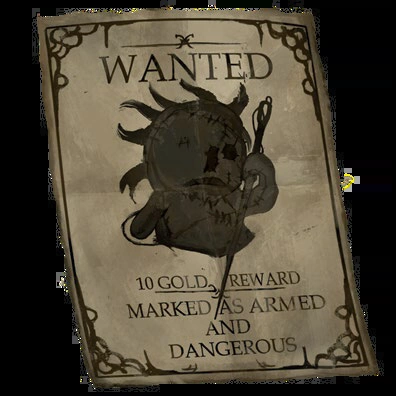 WANTED
10 GOLD REWARD
MARKED AS ARMED
AND
DANGEROUS